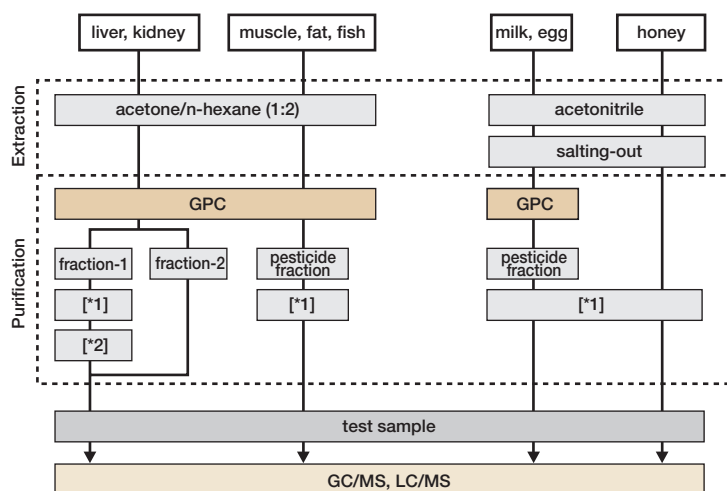 liver, kidney
muscle, fat, fish
milk, egg
honey
Extraction
acetone/n-hexane (1:2)
acetonitrile
salting-out
Purification
GPC
GPC
fraction-1
fraction-2
pesticide
fraction
pesticide
fraction
[*1]
[*1]
[*1]
[*2]
test sample
GC/MS, LC/MS